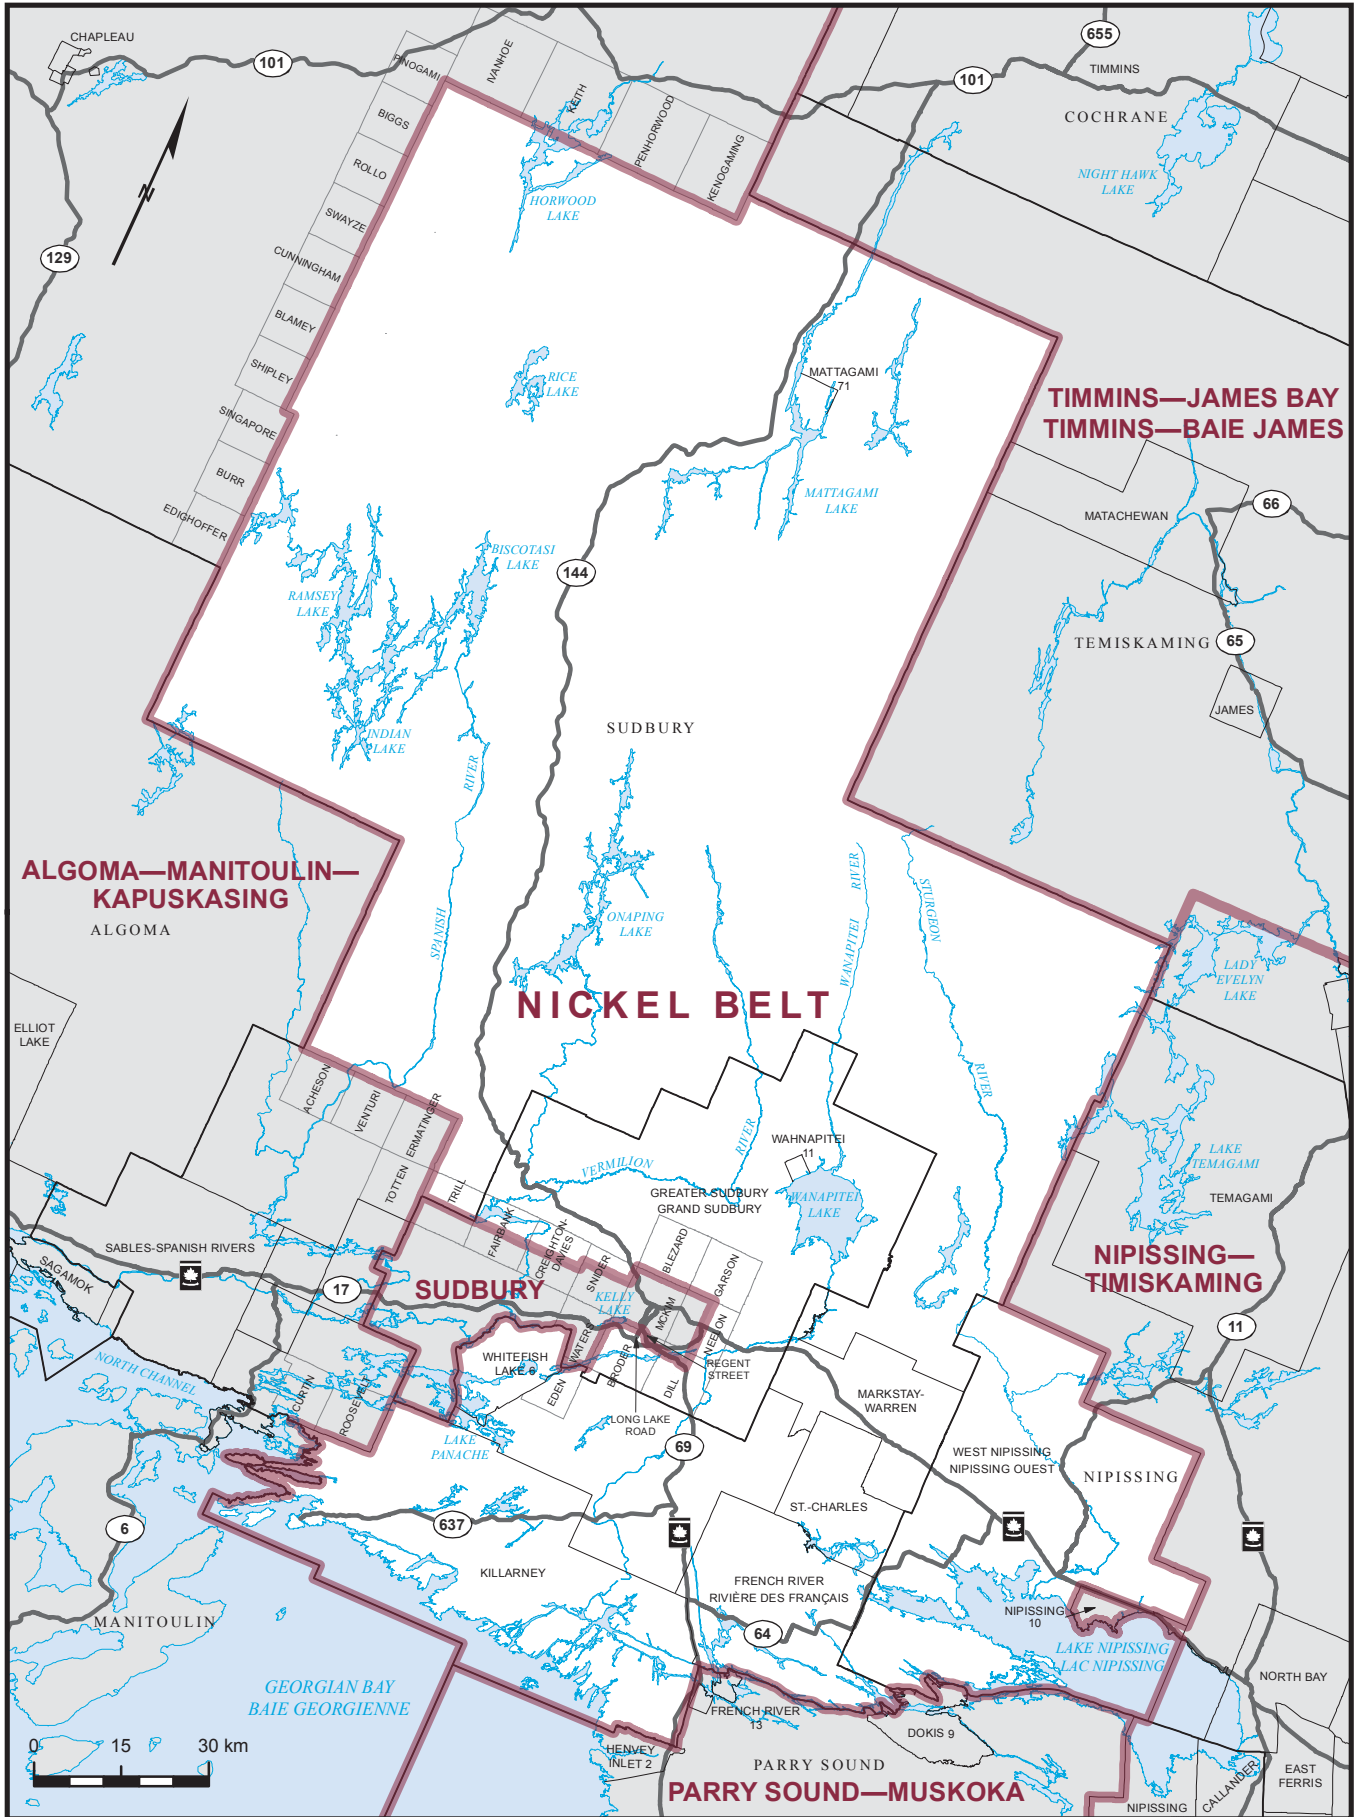 CHAPLEAU
101
129
N
PINOGAMI
IVANHOE
KEITH
PENHORWOOD
KENOGAMING
BIGGS
ROLLO
SWAYZE
CUNNINGHAM
BLAMEY
SHIPLEY
SINGAPORE
BURR
EDIGHOFFER
HORWOOD
LAKE
655
TIMMINS
101
COCHRANE
NIGHT HAWK
LAKE
RICE
LAKE
MATTAGAMI
71
MATTAGAMI
LAKE
TIMMINS—JAMES BAY
TIMMINS—BAIE JAMES
MATACHEWAN
66
TEMISKAMING
65
JAMES
144
BISCOTASI
LAKE
RAMSEY
LAKE
INDIAN
LAKE
SUDBURY
SPANISH
RIVER
ONAPING
LAKE
WANAPITEI
RIVER
STURGEON
RIVER
ALGOMA—MANITOULIN—
KAPUSKASING
ALGOMA
NICKEL BELT
LADY
EVELYN
LAKE
LAKE
TEMAGAMI
TEMAGAMI
NIPISSING—
TIMISKAMING
11
ELLIOT
LAKE
ACHESON
VENTURI
ERMATINGER
TOTTEN
TRILL
FAIRBANK
CREIGHTON-
DAVIES
SNIDER
VERMILION
RIVER
WAHNAPITEI
11
GREATER SUDBURY
GRAND SUDBURY
WANAPITEI
LAKE
BLEZARD
GARSON
MCKIM
NEELON
SABLES-SPANISH RIVERS
SAGAMOK
17
SUDBURY
KELLY
LAKE
WATERS
WHITEFISH
LAKE 6
EDEN
BRODER
DILL
REGENT
STREET
LONG LAKE
ROAD
NORTH CHANNEL
CURTIN
ROOSEVELT
LAKE
PANACHE
69
MARKSTAY-
WARREN
WEST NIPISSING
NIPISSING OUEST
NIPISSING
ST.-CHARLES
6
637
KILLARNEY
FRENCH RIVER
RIVIÈRE DES FRANÇAIS
64
NIPISSING
10
LAKE NIPISSING
LAC NIPISSING
MANITOULIN
GEORGIAN BAY
BAIE GEORGIENNE
0 15 30 km
FRENCH RIVER
13
HENVEY
INLET 2
DOKIS 9
PARRY SOUND
PARRY SOUND—MUSKOKA
NORTH BAY
EAST
FERRIS
CALLANDER
NIPISSING